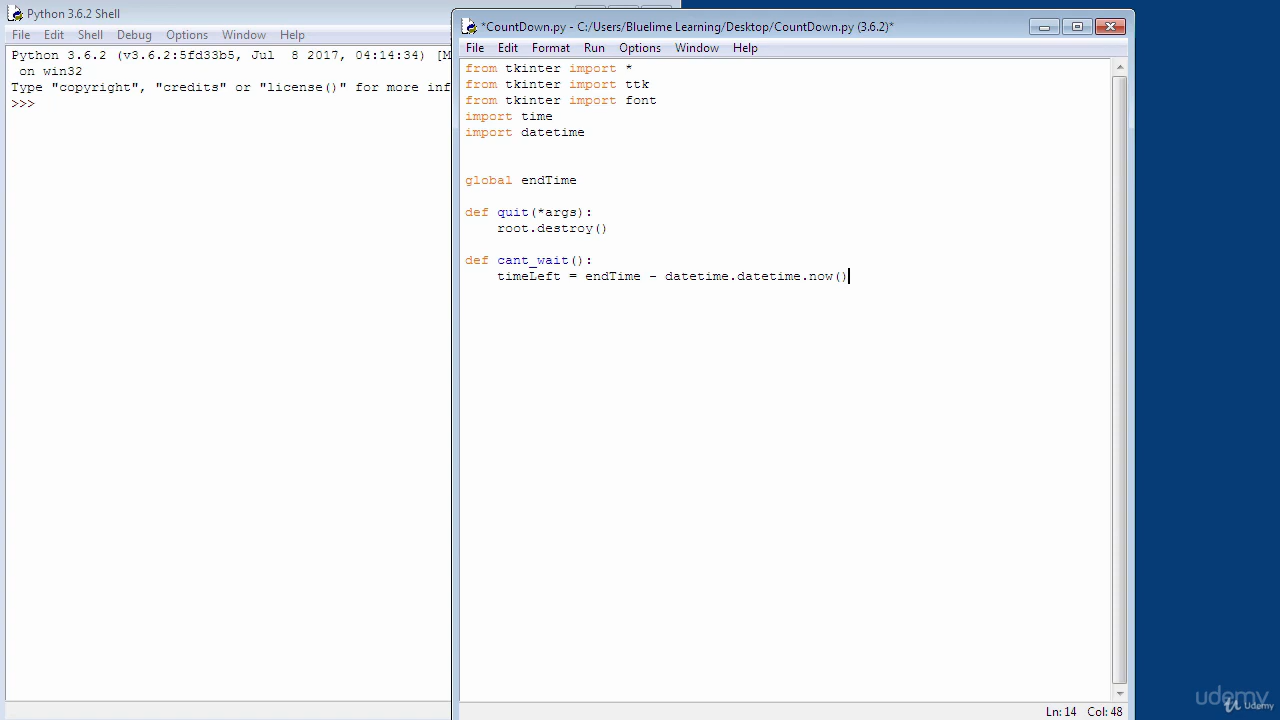 Python 3.6.2 Shell
File Edit Shell Debug Options Window Help
Python 3.6.2 (v3.6.2:5fd33b5, Jul 8 2017, 04:14:34) [M
on win32
Type "copyright", "credits" or "license()" for more inf
>>>
*CountDown.py - C:/Users/Bluelime Learning/Desktop/CountDown.py (3.6.2)*
File Edit Format Run Options Window Help
from tkinter import *
from tkinter import ttk
from tkinter import font
import time
import datetime
global endTime
def quit(*args):
    root.destroy()
def cant_wait():
    timeLeft = endTime - datetime.datetime.now()
Ln: 14 Col: 48
udemy
Udemy